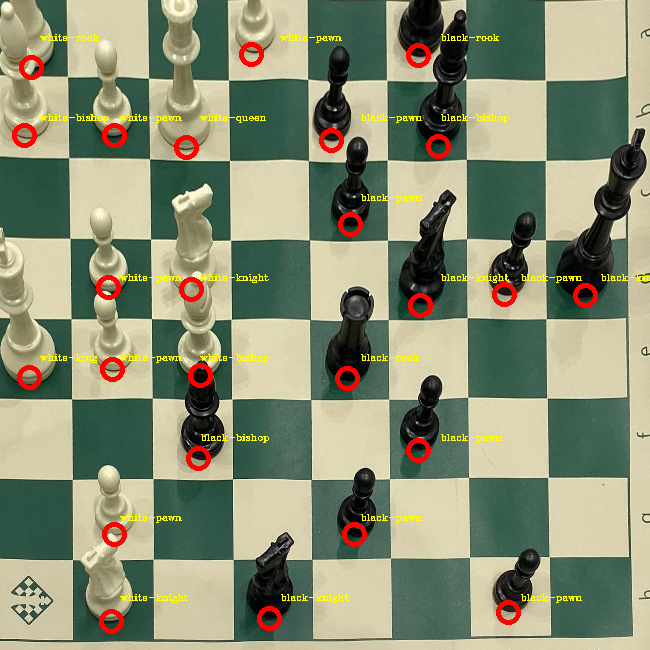 white-rook
white-pawn
black-rook
a
white-bishop
white-pawn
white-queen
black-pawn
black-bishop
b
black-pawn
c
white-pawn
white-knight
black-knight
black-pawn
white-king
white-pawn
white-bishop
black-rook
e
black-bishop
black-pawn
white-pawn
black-pawn
g
white-knight
black-knight
black-pawn
h